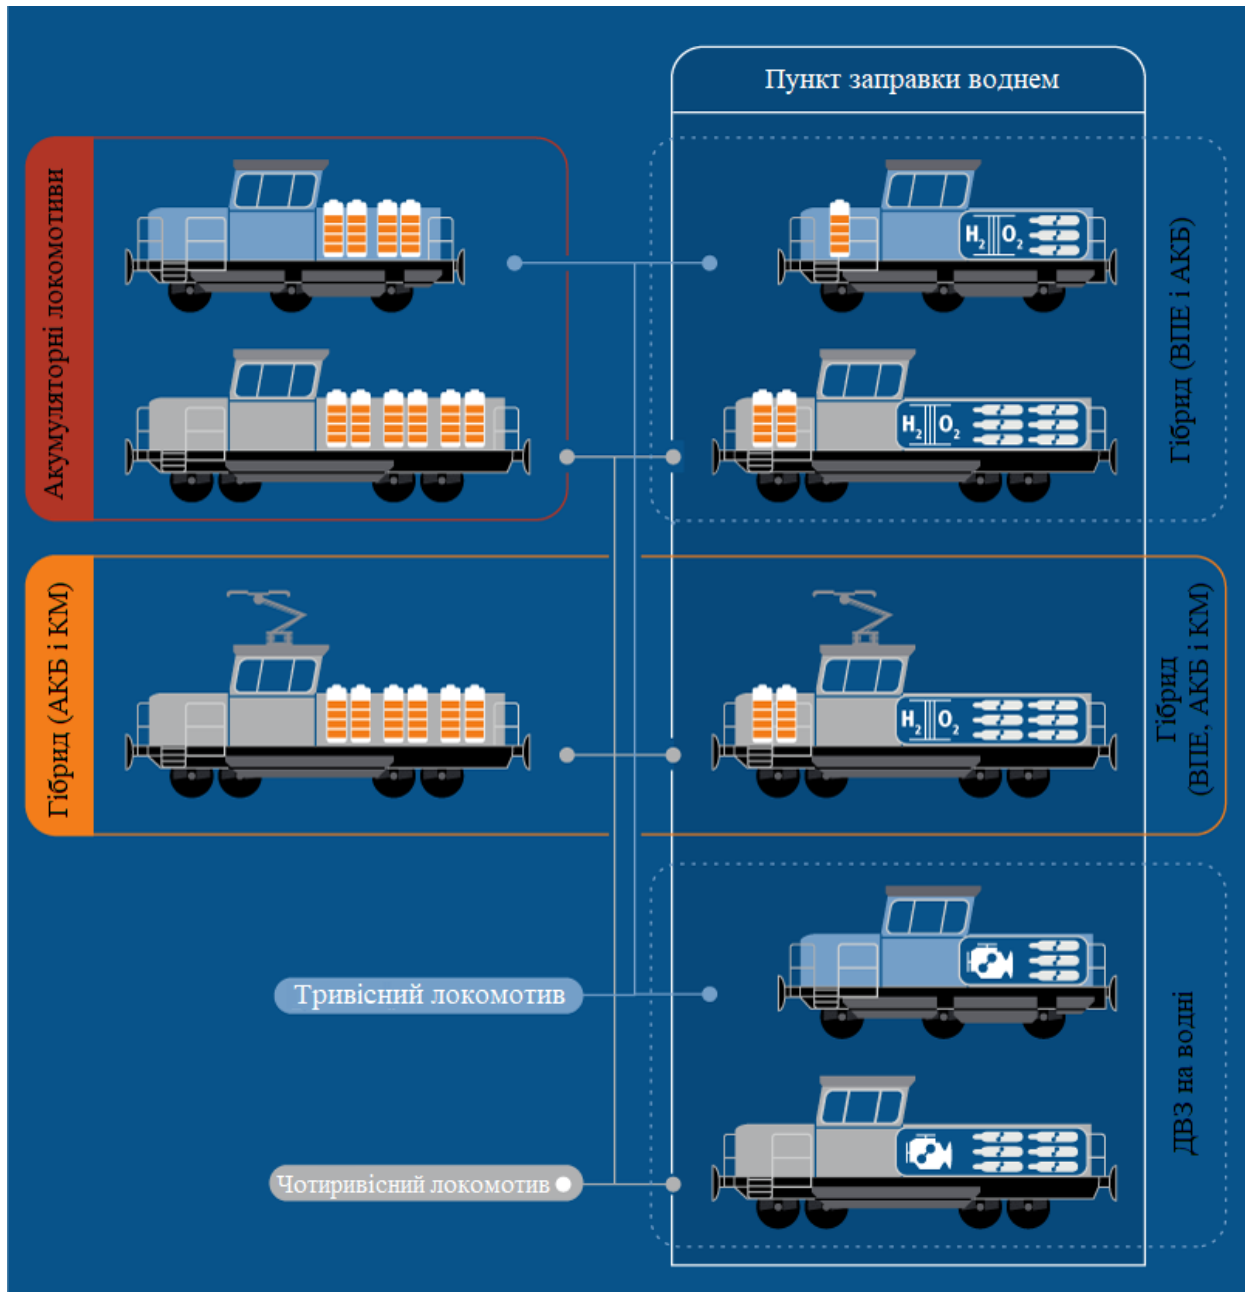 Пункт заправки воднем
Акумуляторні локомотиви
H2 O2
H2 O2
Гібрид (ВПЕ і АКБ)
Гібрид (АКБ і КМ)
H2 O2
Гібрид
(ВПЕ, АКБ і КМ)
Тривісний локомотив
Чотиривісний локомотив
ДВЗ на водні